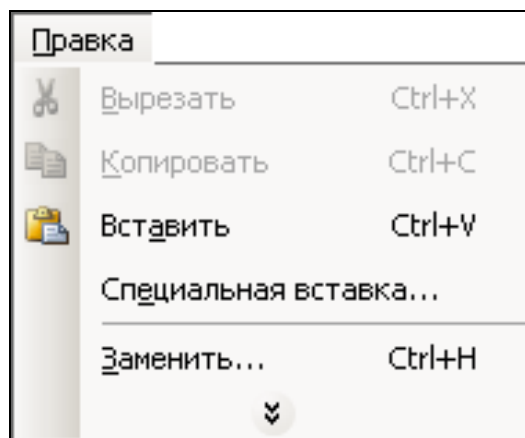 Правка
Вырезать Ctrl+X
Копировать Ctrl+C
Вставить Ctrl+V
Специальная вставка...
Заменить... Ctrl+H